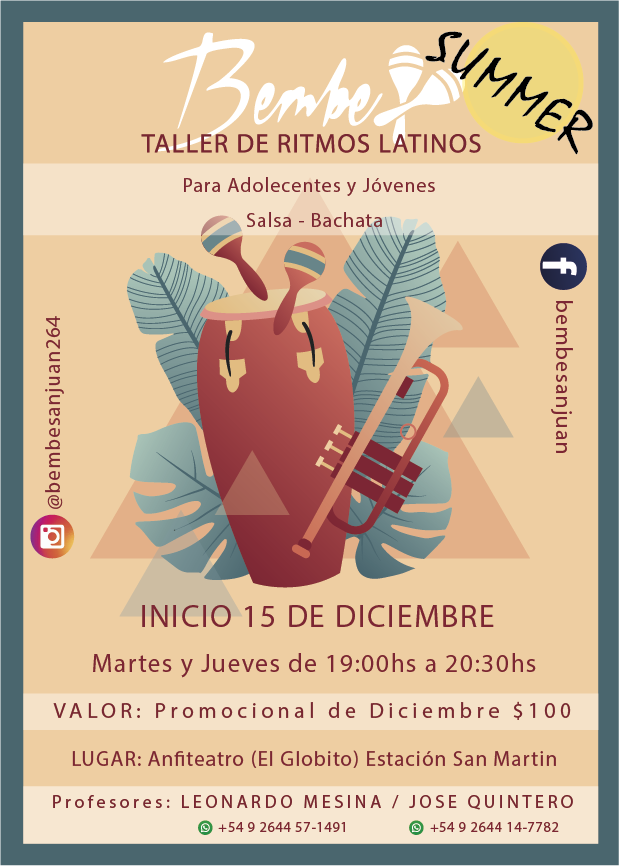 Bembe
SUMMER
TALLER DE RITMOS LATINOS
Para Adolecentes y Jóvenes
Salsa - Bachata
@bembesanjuan264
bembesanjuan
INICIO 15 DE DICIEMBRE
Martes y Jueves de 19:00hs a 20:30hs
VALOR: Promocional de Diciembre $100
LUGAR: Anfiteatro (El Globito) Estación San Martin
Profesores: LEONARDO MESINA / JOSE QUINTERO
+54 9 2644 57-1491 +54 9 2644 14-7782